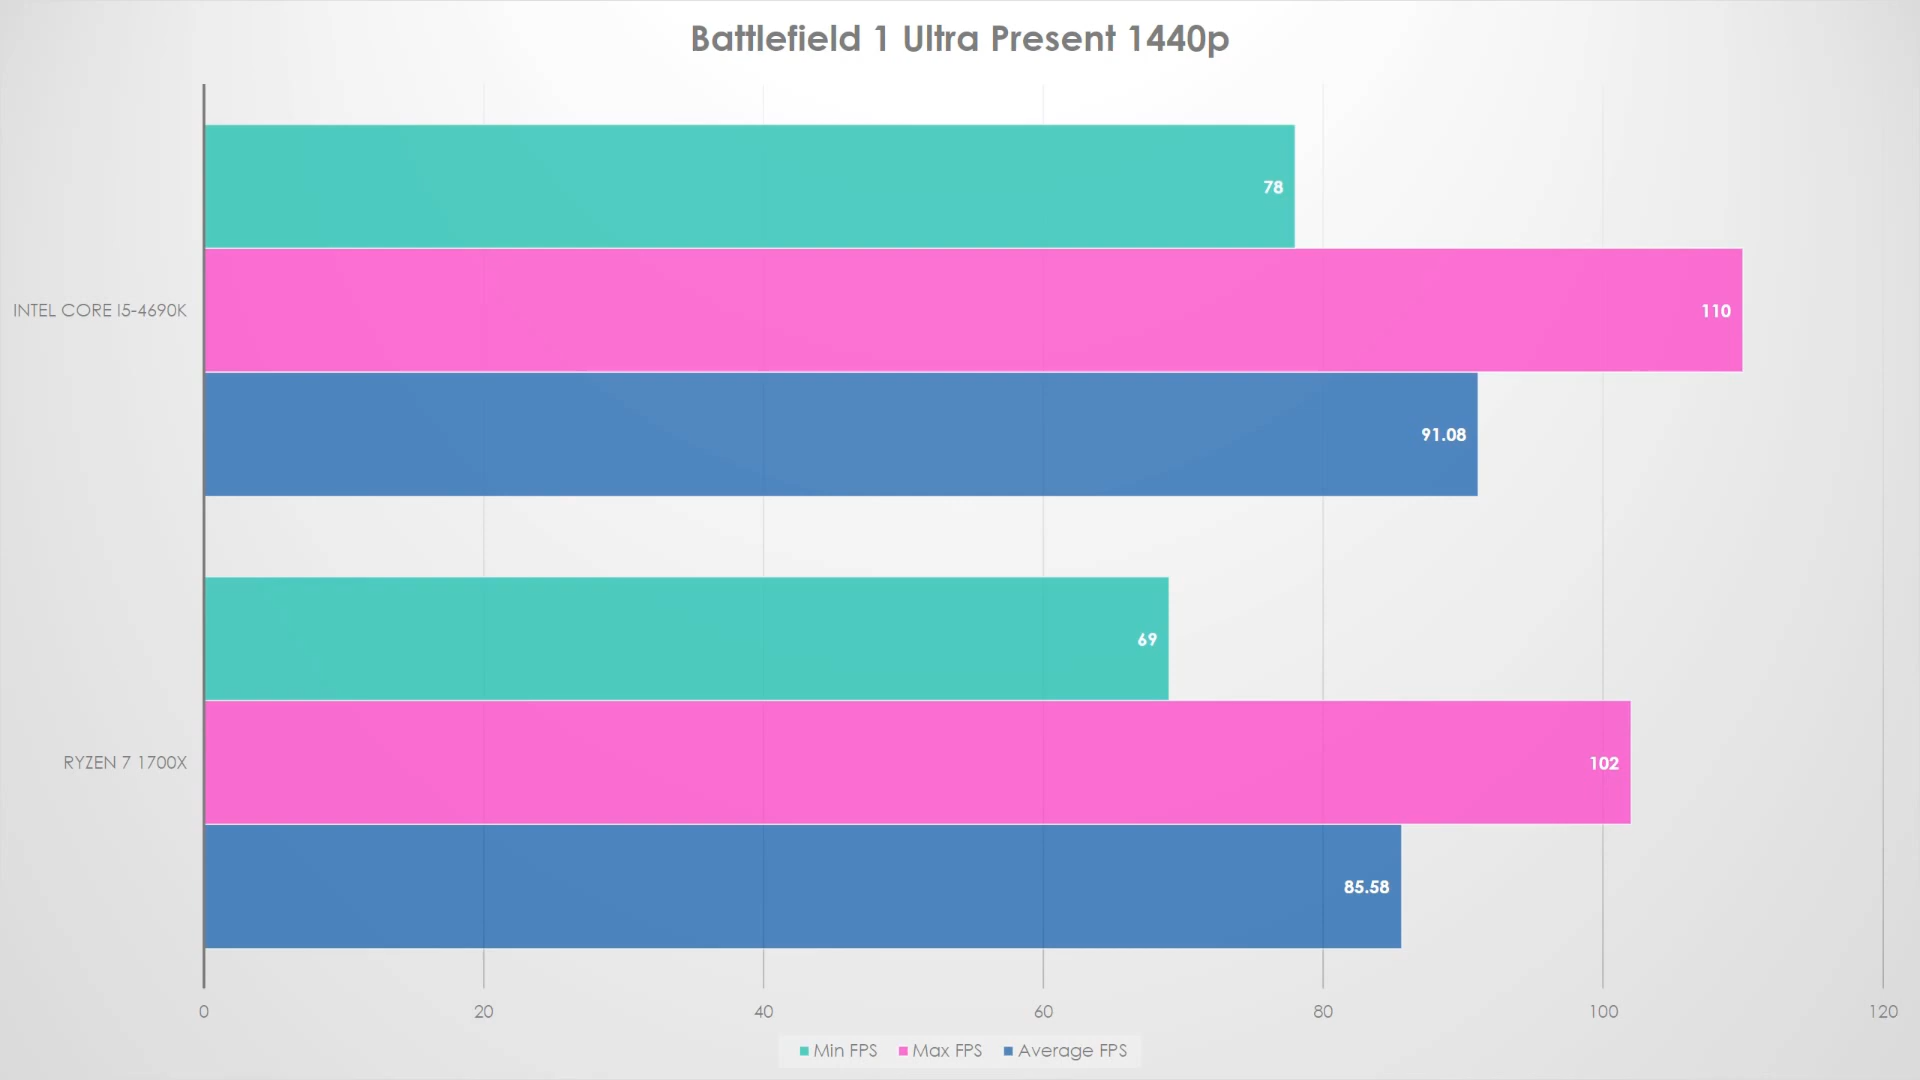 Battlefield 1 Ultra Present 1440p
78
INTEL CORE I5-4690K
110
91.08
69
RYZEN 7 1700X
102
85.58
0 20 40 60 80 100 120
Min FPS Max FPS Average FPS